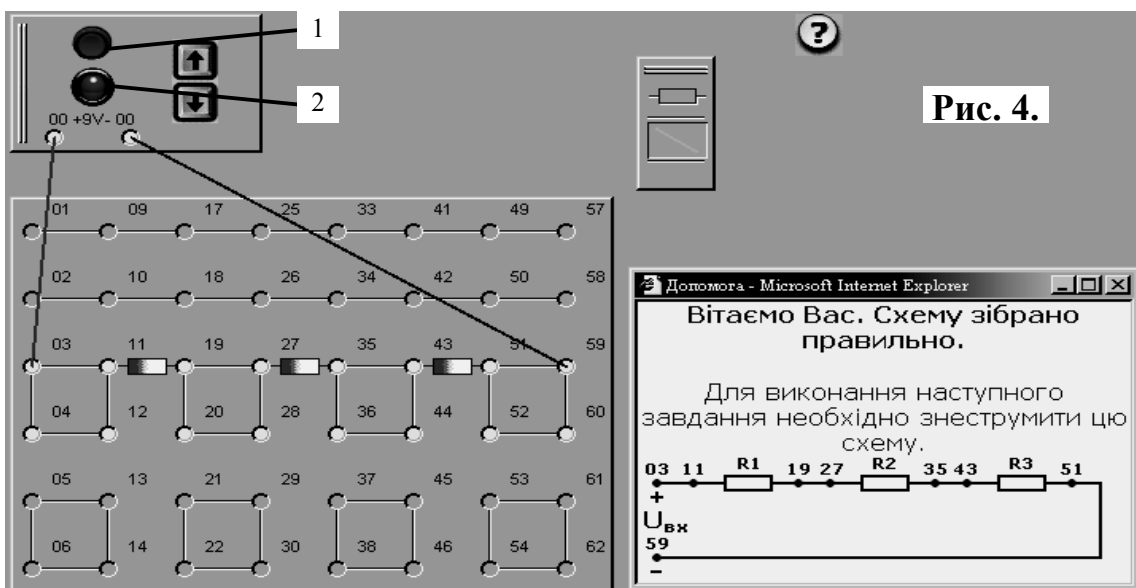 1
2
00 +9V- 00
?
Рис. 4.
01 09 17 25 33 41 49 57
02 10 18 26 34 42 50 58
03 11 19 27 35 43 51 59
04 12 20 28 36 44 52 60
05 13 21 29 37 45 53 61
06 14 22 30 38 46 54 62
Допомога - Microsoft Internet Explorer
Вітаємо Вас. Схему зібрано
правильно.
Для виконання наступного
завдання необхідно знеструмити цю
схему.
03 11 R1 19 27 R2 35 43 R3 51
+
Uвх
59
–